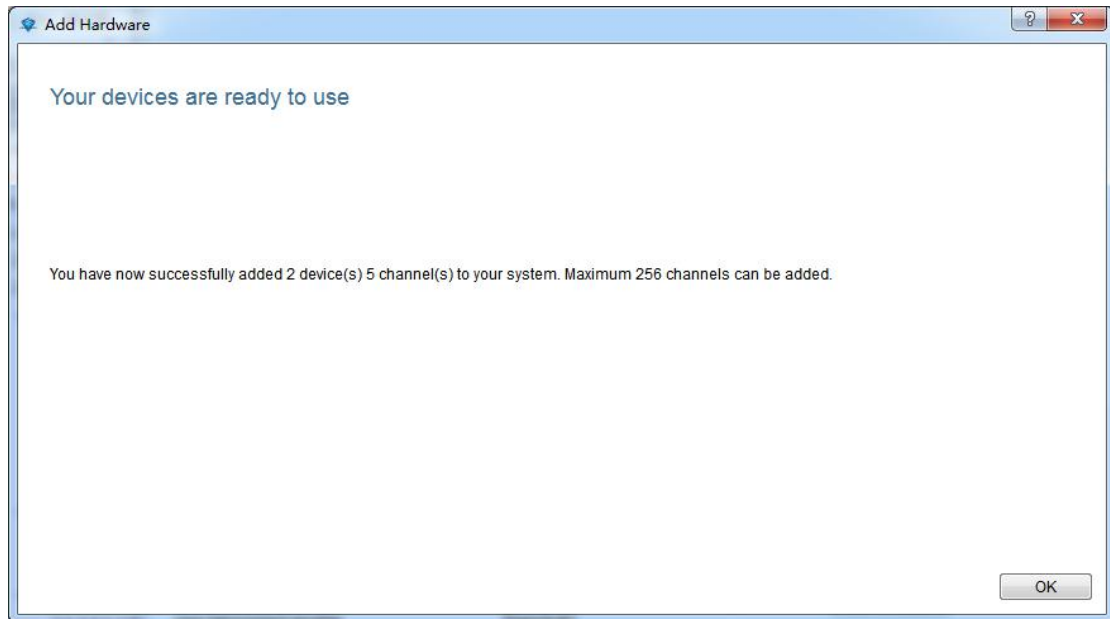 Add Hardware
?
Your devices are ready to use
You have now successfully added 2 device(s) 5 channel(s) to your system. Maximum 256 channels can be added.
OK